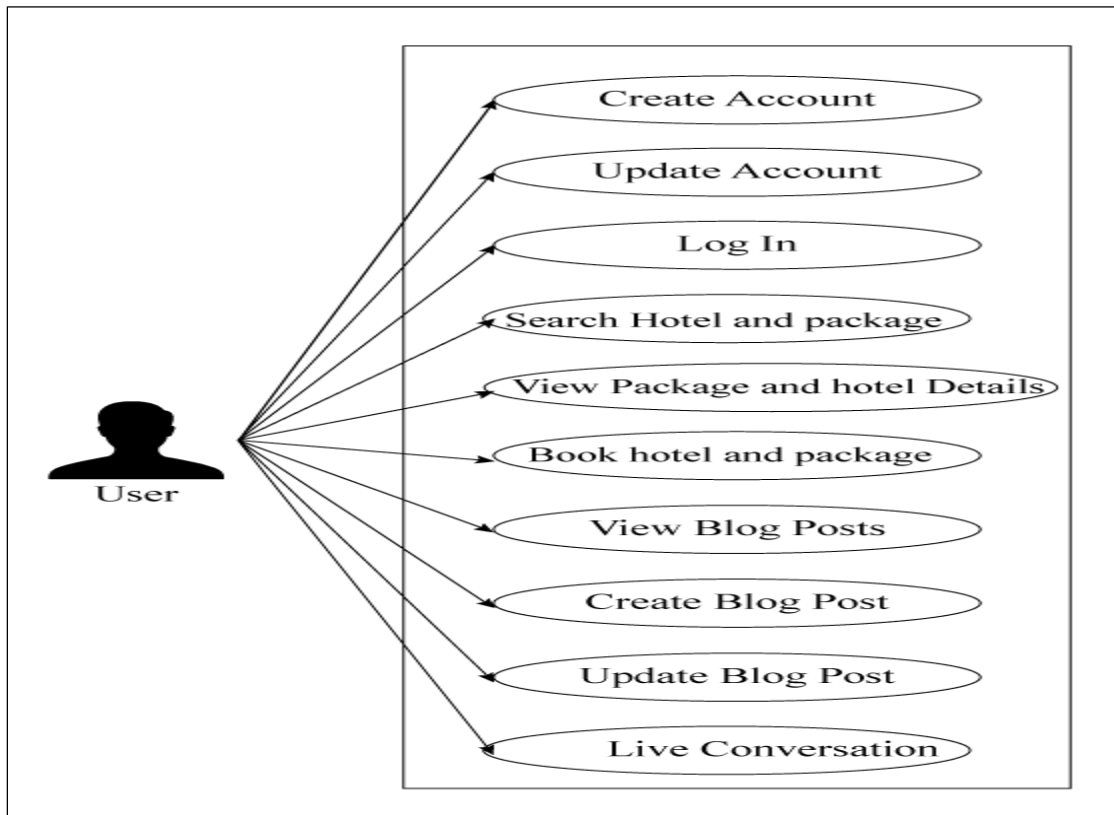 Create Account
Update Account
Log In
Search Hotel and package
View Package and hotel Details
Book hotel and package
View Blog Posts
Create Blog Post
Update Blog Post
Live Conversation
User